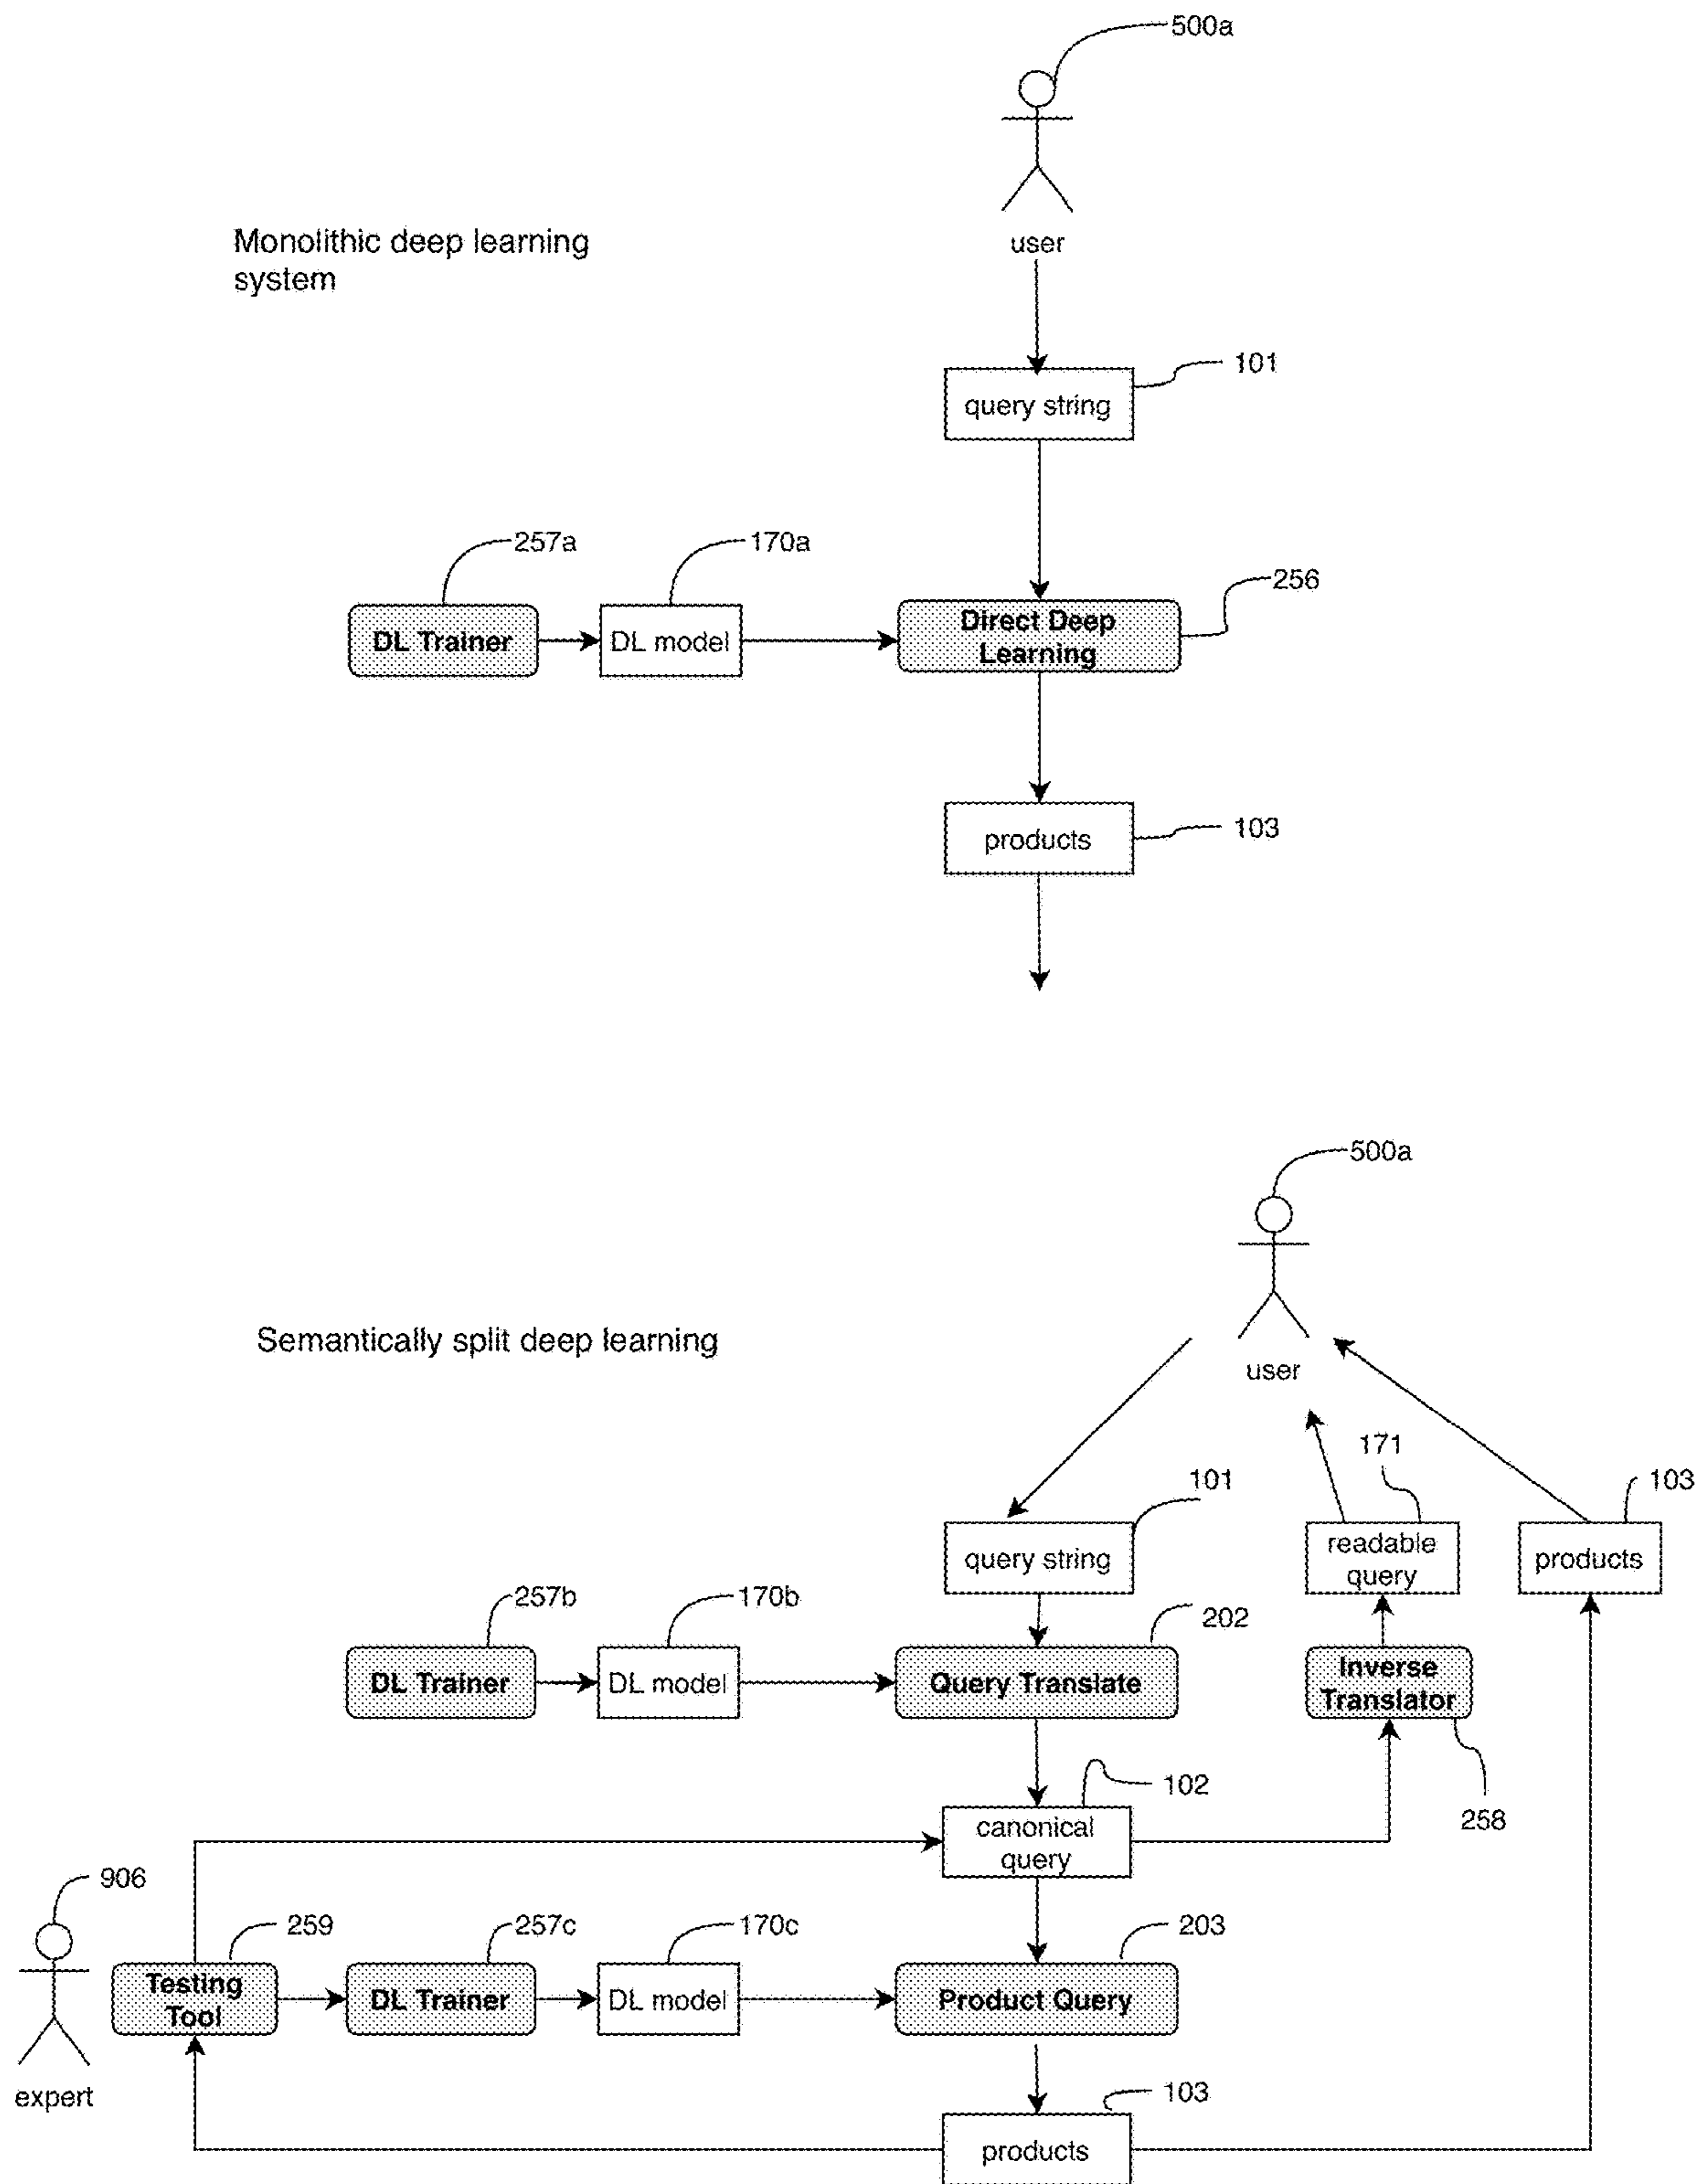 500a
user
Monolithic deep learning
system
101
query string
257a
170a
256
DL Trainer
DL model
Direct Deep
Learning
products
103
500a
Semantically split deep learning
user
171
101
103
query string
readable
query
products
257b
170b
202
DL Trainer
DL model
Query Translate
Inverse
Translator
102
258
canonical
query
906
259
257c
170c
203
Testing
Tool
DL Trainer
DL model
Product Query
expert
103
products